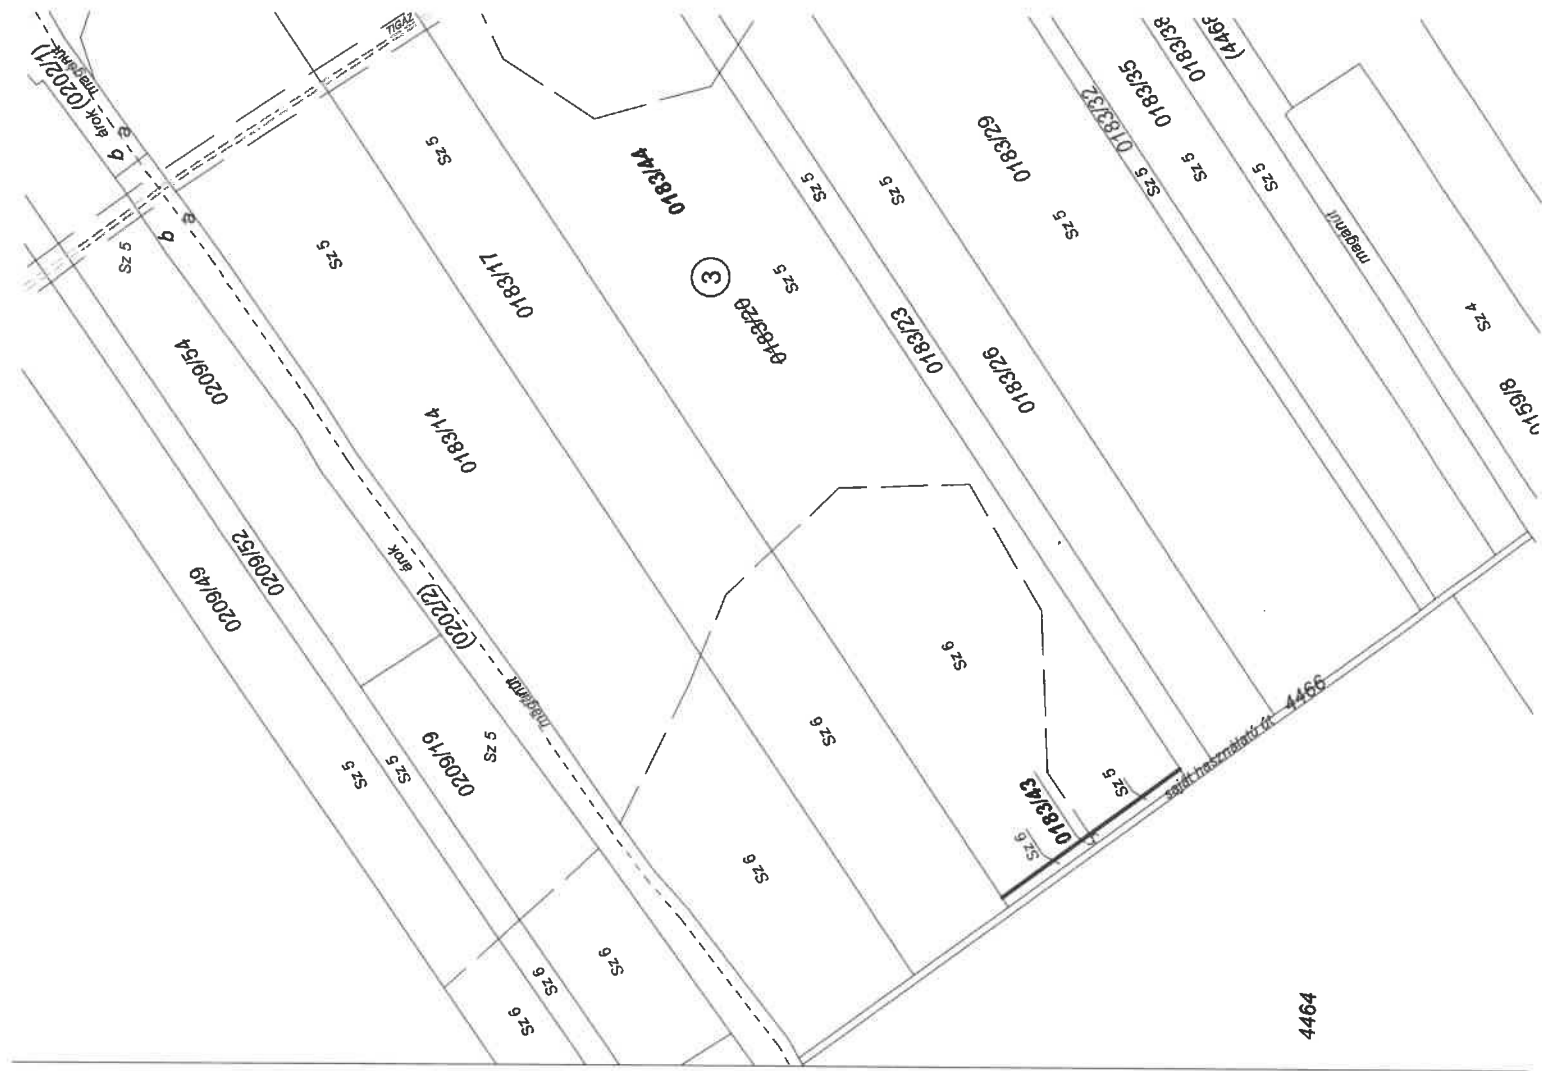 TIGÁZ
(0202/1)
magánút
árok
a
b
a
b
Sz 5
Sz 5
Sz 5
0183/44
Sz 5
Sz 5
0183/29
Sz 5
0183/32
0183/35
0183/38
(4468
Sz 5
Sz 5
Sz 5
magánút
Sz 4
0159/8
0183/17
3
Sz 5
0183/20
0183/23
0183/26
0209/54
0183/14
0209/52
0209/49
árok
(0202/2)
magánút
Sz 6
Sz 6
Sz 5
Sz 5
0209/19
Sz 5
4466
saját használatú út
Sz 5
0183/43
Sz 6
Sz 6
Sz 6
Sz 6
Sz 6
4464